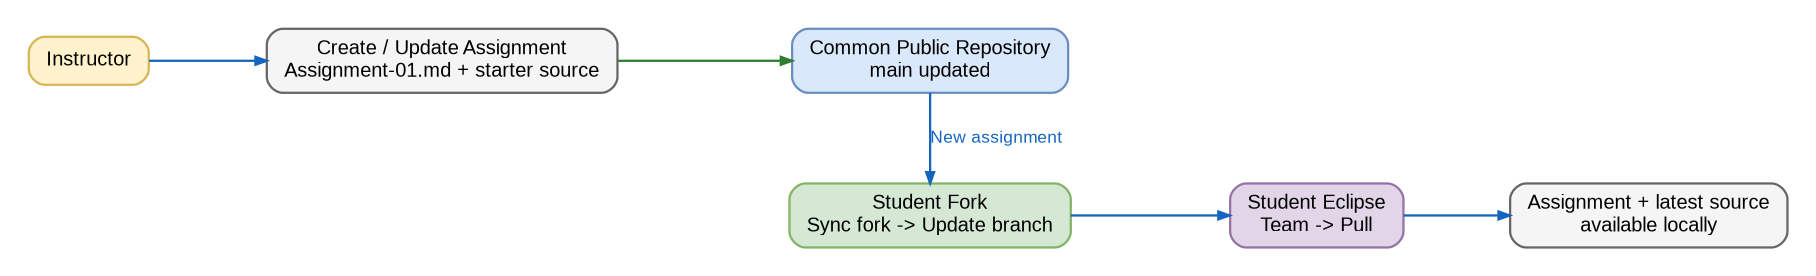 Instructor
Create / Update Assignment
Assignment-01.md + starter source
Common Public Repository
main updated
New assignment
Student Fork
Sync fork -> Update branch
Student Eclipse
Team -> Pull
Assignment + latest source
available locally